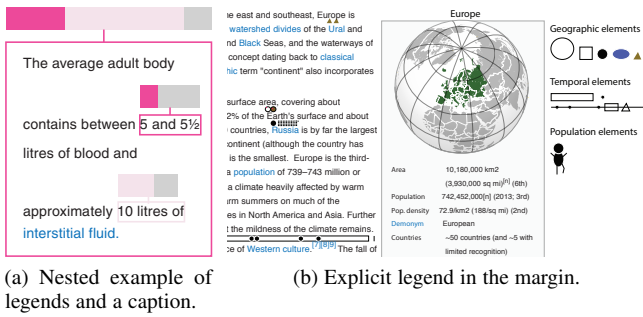 The average adult body
contains between 5 and 5½
litres of blood and
approximately 10 litres of
interstitial fluid.
(a) Nested example of
legends and a caption.
he east and southeast, Europe is
watershed divides of the Ural and
nd Black Seas, and the waterways of
concept dating back to classical
hic term "continent" also incorporates
surface area, covering about
2% of the Earth's surface and about
countries, Russia is by far the largest
continent (although the country has
is the smallest. Europe is the third-
a population of 739–743 million or
a climate heavily affected by warm
rm summers on much of the
es in North America and Asia. Further
t the mildness of the climate remains.
ce of Western culture.[7][8][9] The fall of
Europe
Area 10,180,000 km2
(3,930,000 sq mi)[n] (6th)
Population 742,452,000[n] (2013; 3rd)
Pop. density 72.9/km2 (188/sq mi) (2nd)
Demonym European
Countries ~50 countries (and ~5 with
limited recognition)
Geographic elements
Temporal elements
Population elements
(b) Explicit legend in the margin.